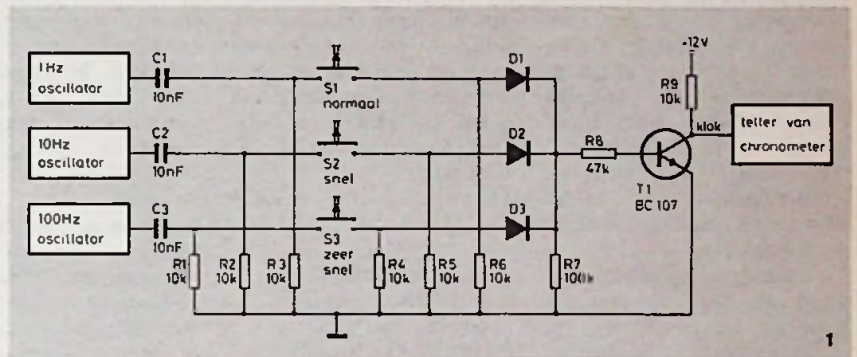 1Hz
oscillator
C1
10nF
S1
normaal
D1
-12V
R9
10k
klok
teller van
chronometer
10Hz
oscillator
C2
10nF
S2
snel
D2
R8
47k
T1
BC 107
100Hz
oscillator
C3
10nF
S3
zeer
snel
D3
R1
10k
R2
10k
R3
10k
R4
10k
R5
10k
R6
10k
R7
100k
1